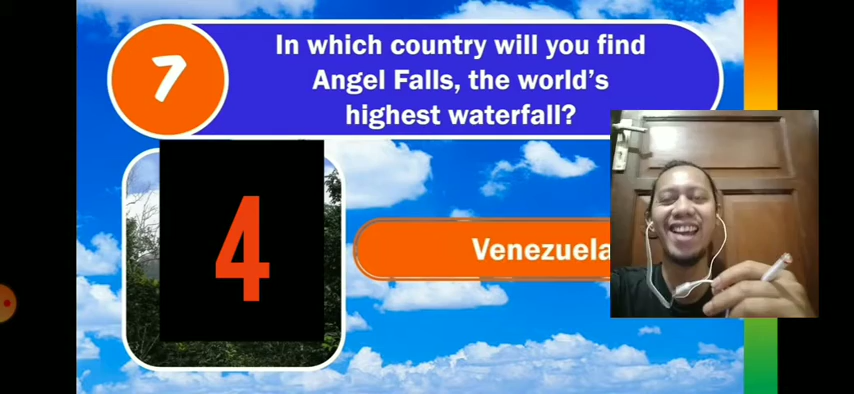 7
In which country will you find
Angel Falls, the world's
highest waterfall?
4
Venezuela